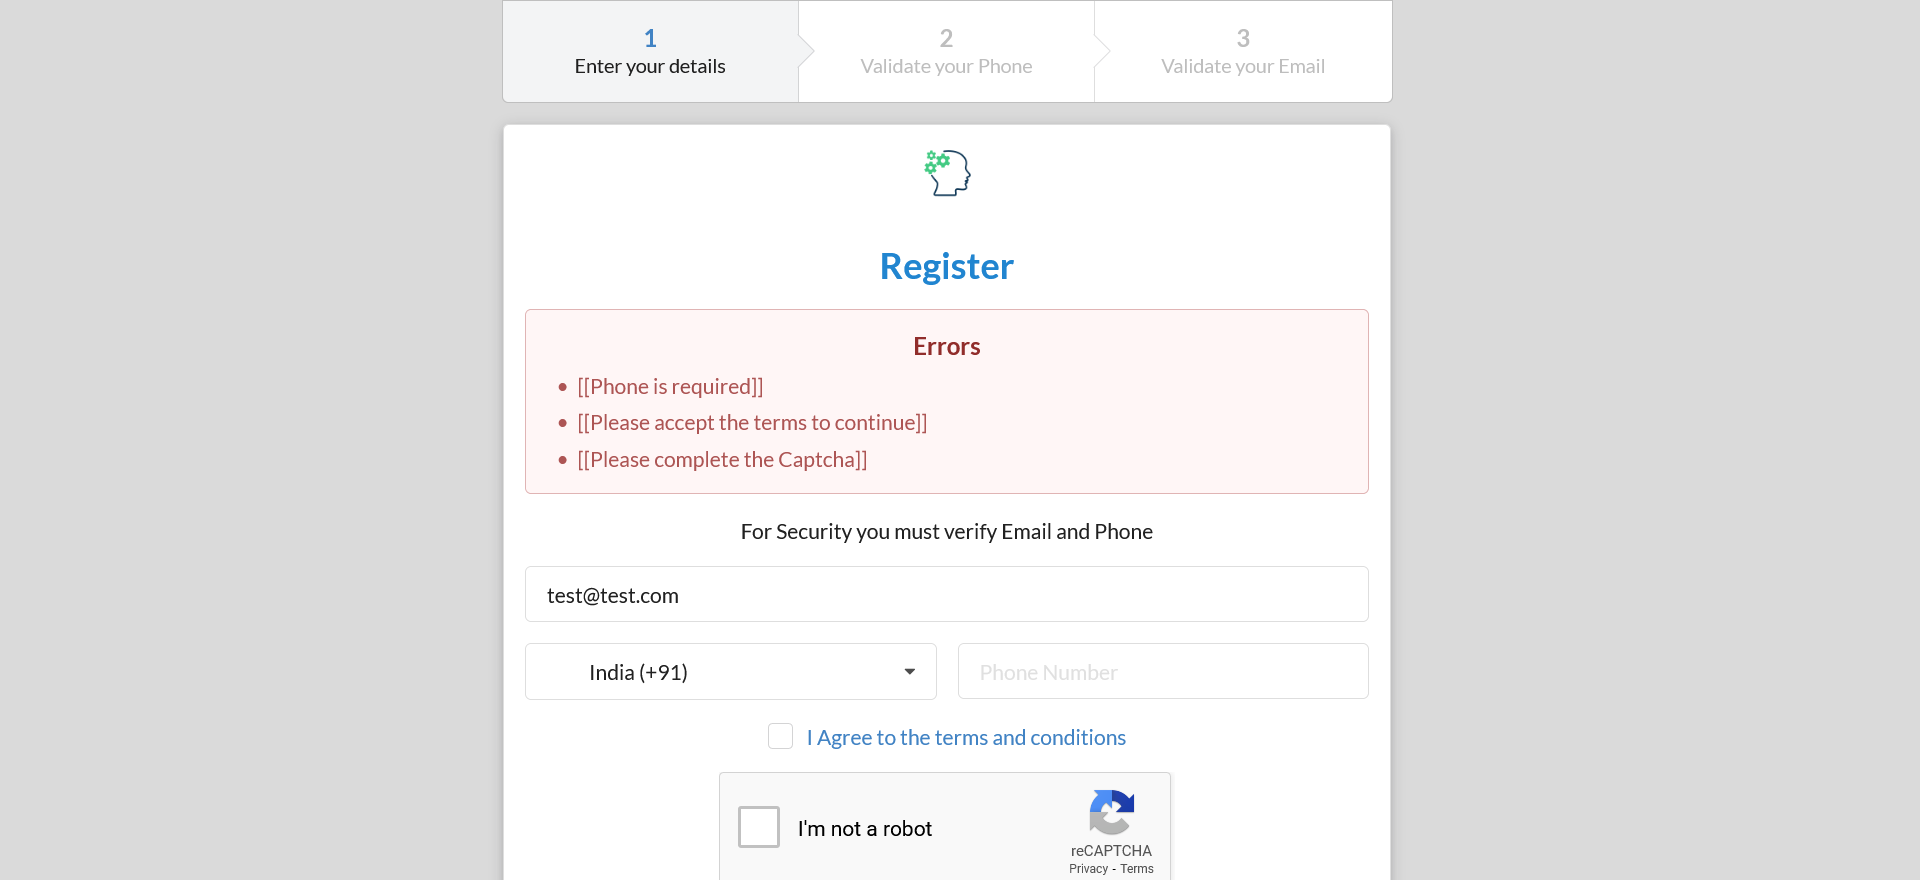 1
Enter your details
2
Validate your Phone
3
Validate your Email
Register
Errors
• [[Phone is required]]
• [[Please accept the terms to continue]]
• [[Please complete the Captcha]]
For Security you must verify Email and Phone
test@test.com
India (+91)
Phone Number
I Agree to the terms and conditions
I'm not a robot
reCAPTCHA
Privacy - Terms